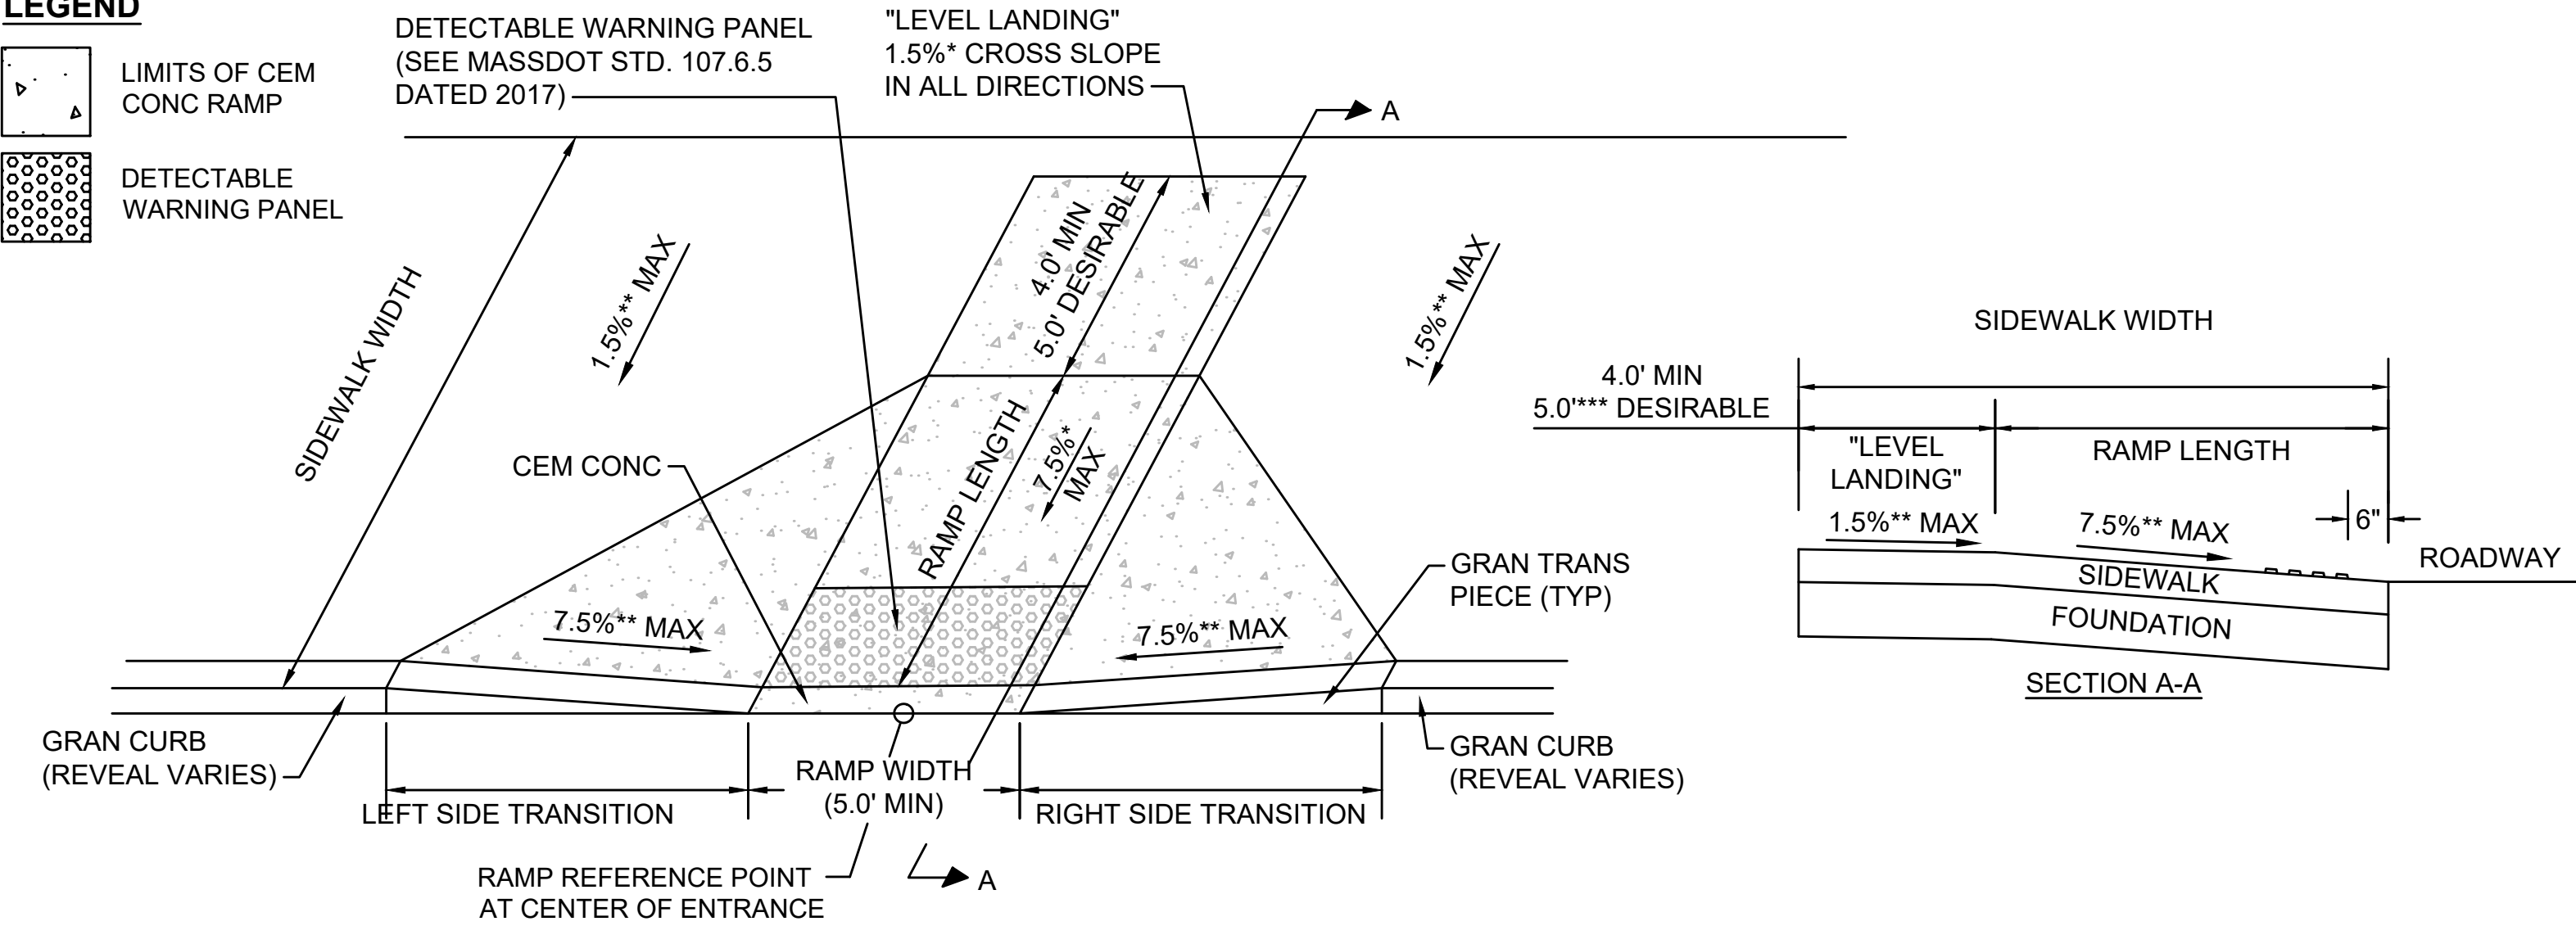 LEGEND
LIMITS OF CEM
CONC RAMP
DETECTABLE
WARNING PANEL
DETECTABLE WARNING PANEL
(SEE MASSDOT STD. 107.6.5
DATED 2017)
"LEVEL LANDING"
1.5%* CROSS SLOPE
IN ALL DIRECTIONS
A
SIDEWALK WIDTH
1.5%** MAX
4.0' MIN
5.0' DESIRABLE
1.5%** MAX
CEM CONC
RAMP LENGTH
7.5%*
MAX
7.5%** MAX
7.5%** MAX
GRAN TRANS
PIECE (TYP)
GRAN CURB
(REVEAL VARIES)
GRAN CURB
(REVEAL VARIES)
LEFT SIDE TRANSITION
RAMP WIDTH
(5.0' MIN)
RIGHT SIDE TRANSITION
RAMP REFERENCE POINT
AT CENTER OF ENTRANCE
A
SIDEWALK WIDTH
4.0' MIN
5.0'*** DESIRABLE
"LEVEL
LANDING"
RAMP LENGTH
1.5%** MAX
7.5%** MAX
6"
ROADWAY
SIDEWALK
FOUNDATION
SECTION A-A